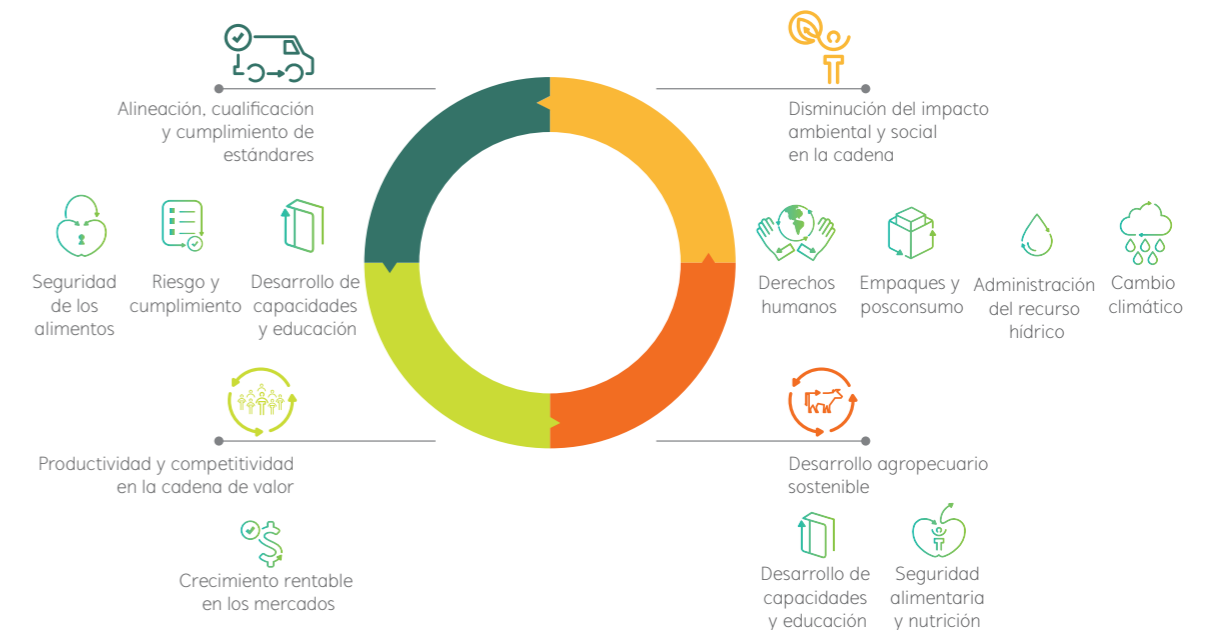 Alineación, cualificación
y cumplimiento de
estándares
Seguridad
de los
alimentos
Riesgo y
cumplimiento
Desarrollo de
capacidades
y educación
Disminución del impacto
ambiental y social
en la cadena
Derechos
humanos
Empaques y
posconsumo
Administración
del recurso
hídrico
Cambio
climático
Productividad y competitividad
en la cadena de valor
Crecimiento rentable
en los mercados
Desarrollo agropecuario
sostenible
Desarrollo de
capacidades
y educación
Seguridad
alimentaria
y nutrición